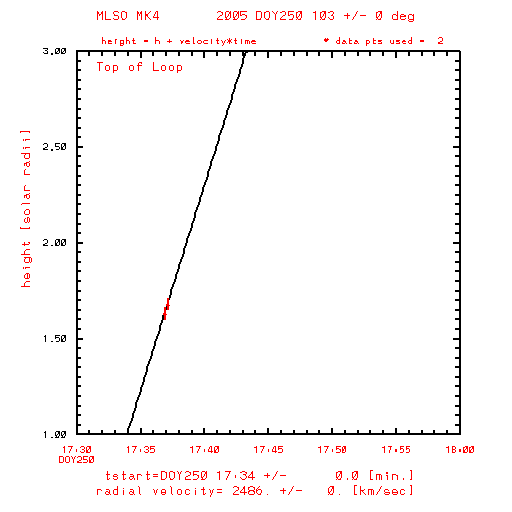 MLSO MK4 2005 DOY250 103 +/- 0 deg
height = h + velocity*time * data pts used = 2
3.00
Top of Loop
2.50
height [solar radii]
2.00
1.50
1.00
17:30 17:35 17:40 17:45 17:50 17:55 18:00
DOY250
tstart=DOY250 17:34 +/- 0.0 [min.]
radial velocity= 2486. +/- 0. [km/sec]